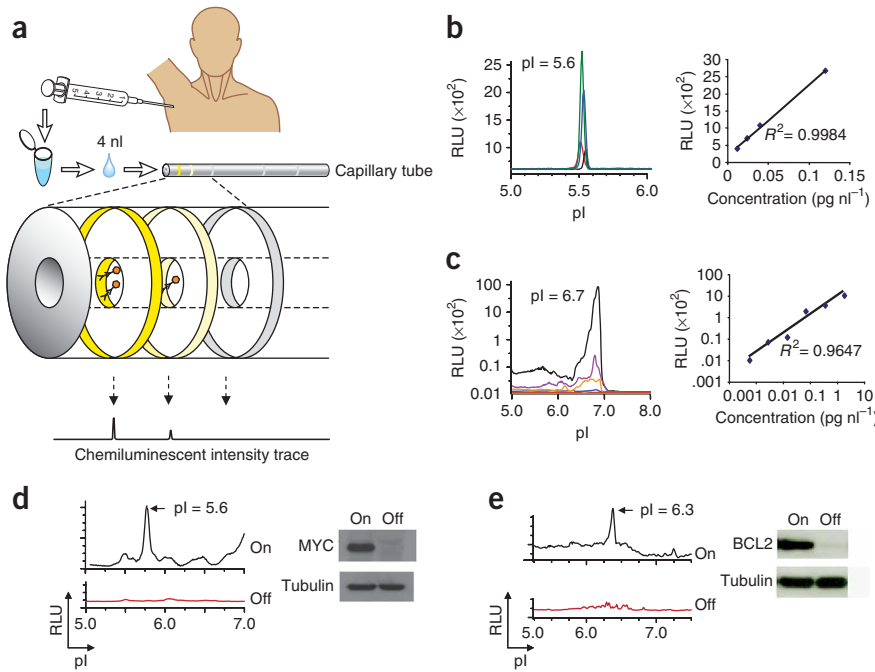 a
5 4 3 2 1
4 nl
Capillary tube
Chemiluminescent intensity trace
b
pI = 5.6
RLU (×10²)
25
20
15
10
5
5.0 5.5 6.0
pI
RLU (×10²)
30
25
20
15
10
5
0
R² = 0.9984
0 0.05 0.10 0.15
Concentration (pg nl⁻¹)
c
pI = 6.7
RLU (×10²)
100
10
1
0.1
0.01
5.0 6.0 7.0 8.0
pI
RLU (×10²)
100
10
1
0.1
.01
.001
R² = 0.9647
.001 .01 0.1 1 10
Concentration (pg nl⁻¹)
d
pI = 5.6
On
Off
5.0 6.0 7.0
RLU
pI
On Off
MYC
Tubulin
e
pI = 6.3
On
Off
5.0 6.0 7.0
RLU
pI
On Off
BCL2
Tubulin